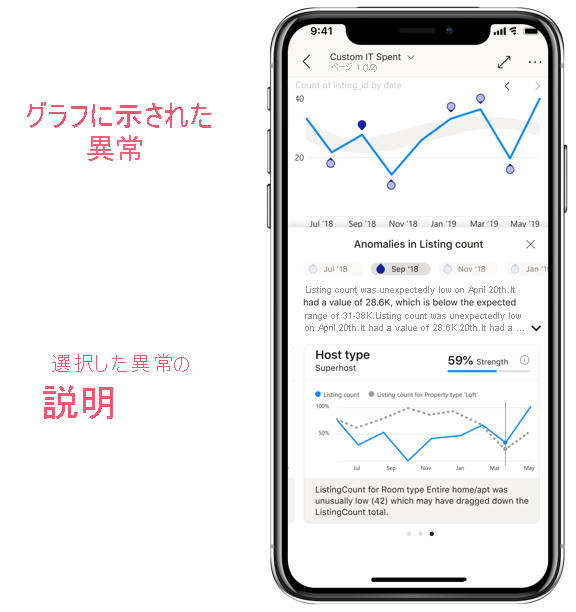 グラフに示された
異常
選択した異常の
説明
9:41
Custom IT Spent
ページ 1 (1/2)
Count of listing_id by date
40
20
Jul '18 Sep '18 Nov '18 Jan '19 Mar '19 May '19
Anomalies in Listing count
Jul '18 Sep '18 Nov '18 Jan '1
Listing count was unexpectedly low on April 20th.It
had a value of 28.6K, which is below the expected
range of 31-38K.Listing count was unexpectedly low
on April 20th.It had a value of 28.6K 20th.It had a ...
Host type
Superhost
59% Strength
Listing count Listing count for Property type 'Loft'
100%
50%
Jul Sep Nov Jan Mar May
ListingCount for Room type Entire home/apt was
unusually low (42) which may have dragged down the
ListingCount total.